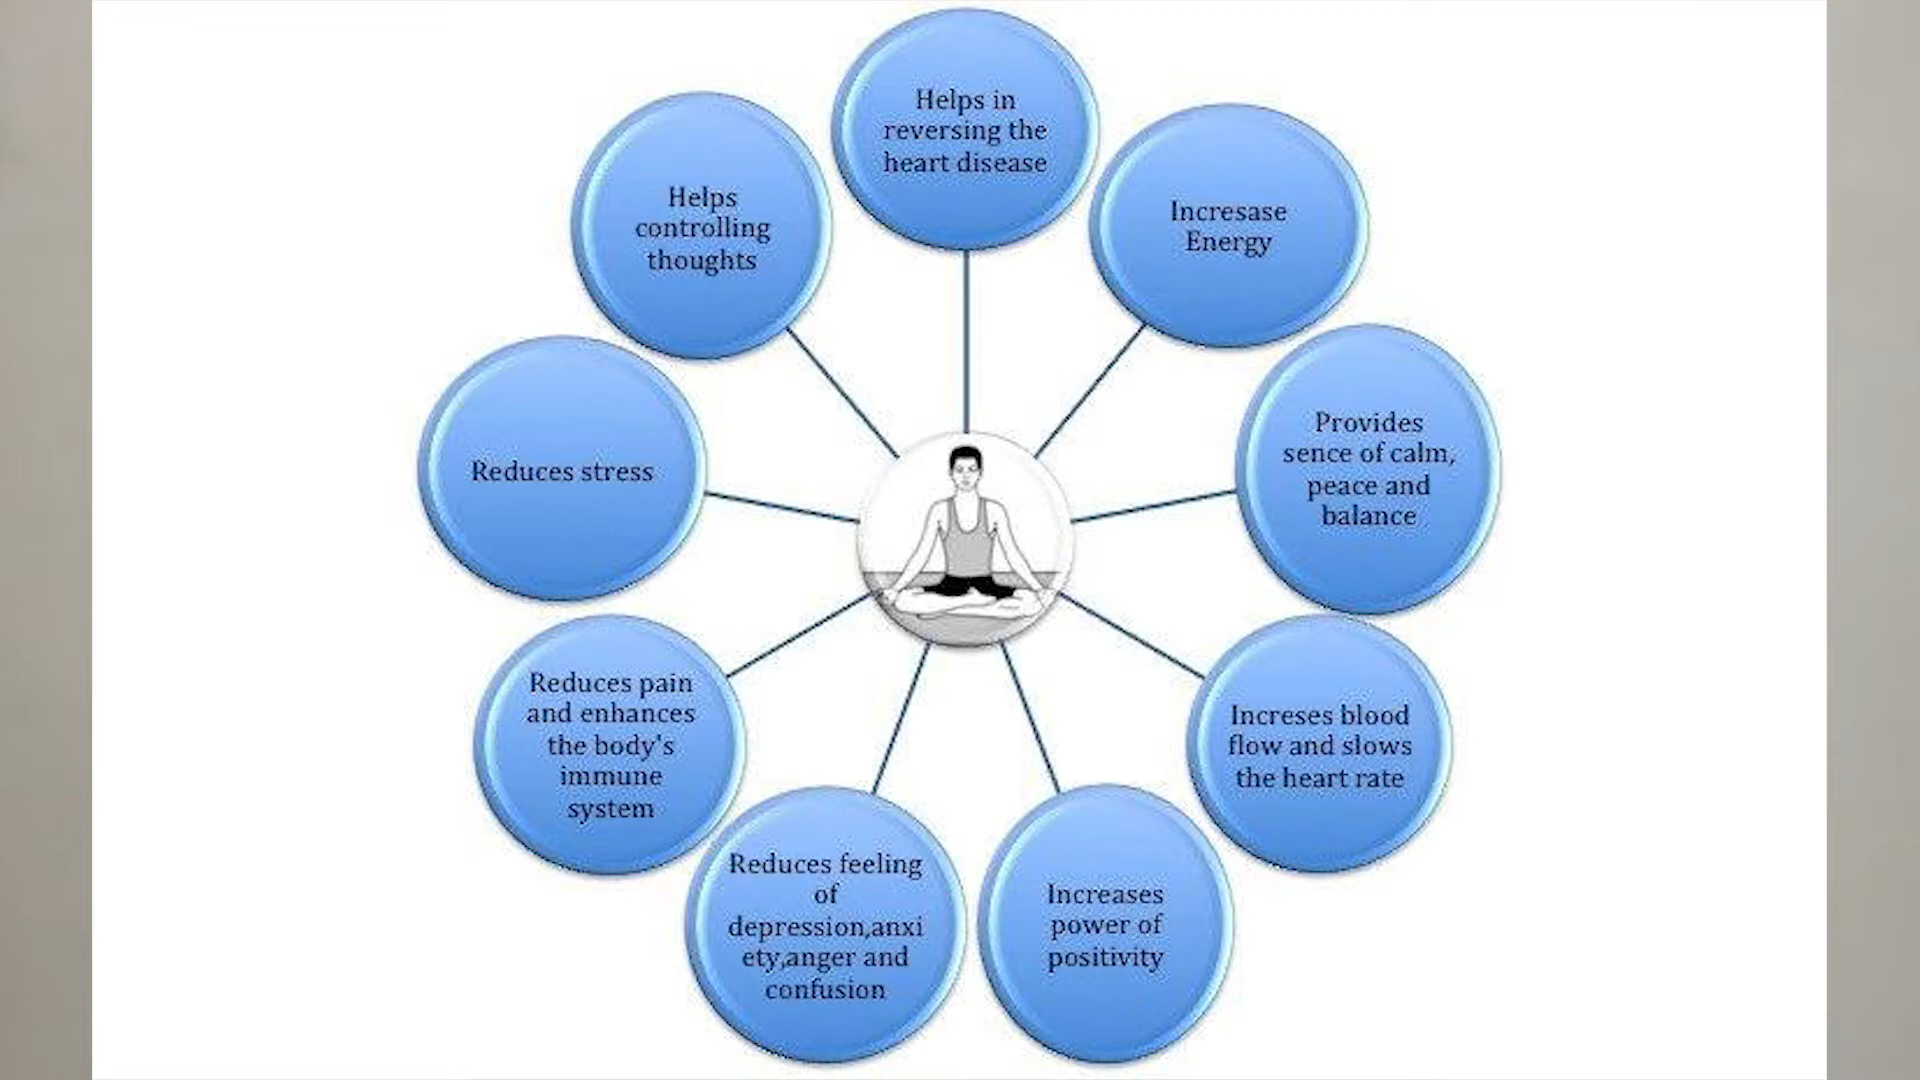 Helps in
reversing the
heart disease
Incresase
Energy
Provides
sence of calm,
peace and
balance
Increses blood
flow and slows
the heart rate
Increases
power of
positivity
Reduces feeling
of
depression,anxi
ety,anger and
confusion
Reduces pain
and enhances
the body's
immune
system
Reduces stress
Helps
controlling
thoughts